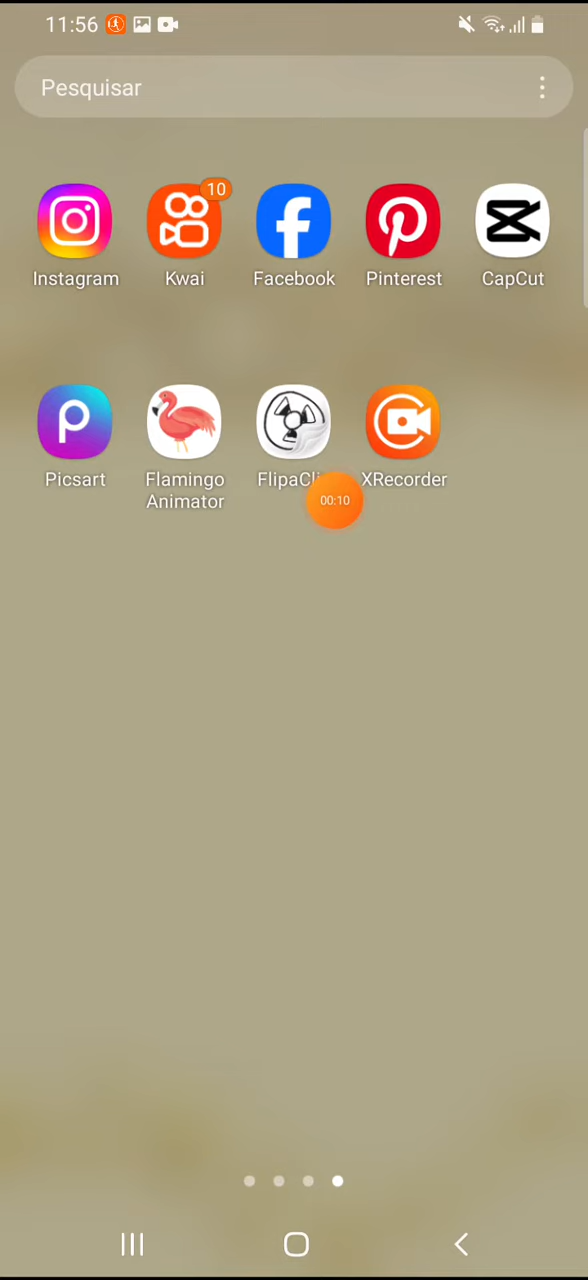 11:56
Pesquisar
10
Instagram
Kwai
Facebook
Pinterest
CapCut
Picsart
Flamingo
Animator
XRecorder
00:10